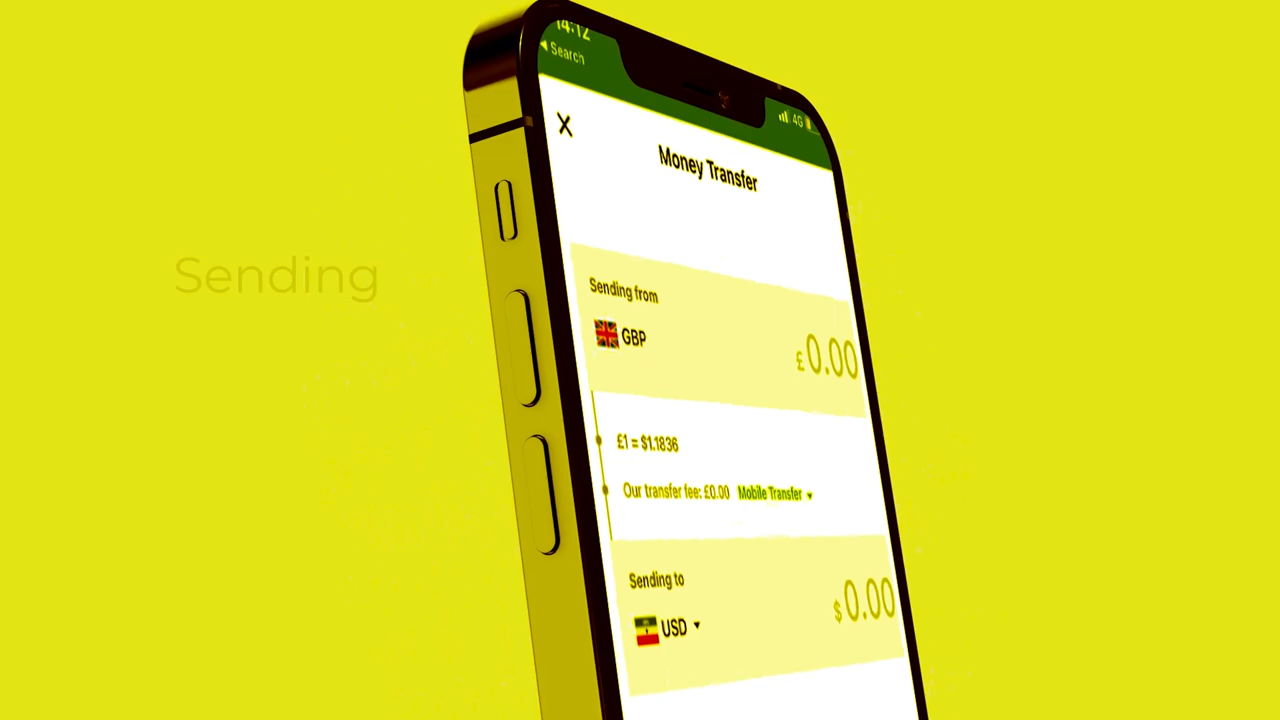 14:12
Search
4G
Money Transfer
Sending
Sending from
GBP
£0.00
£1 = $1.1836
Our transfer fee: £0.00 Mobile Transfer
Sending to
USD
$0.00